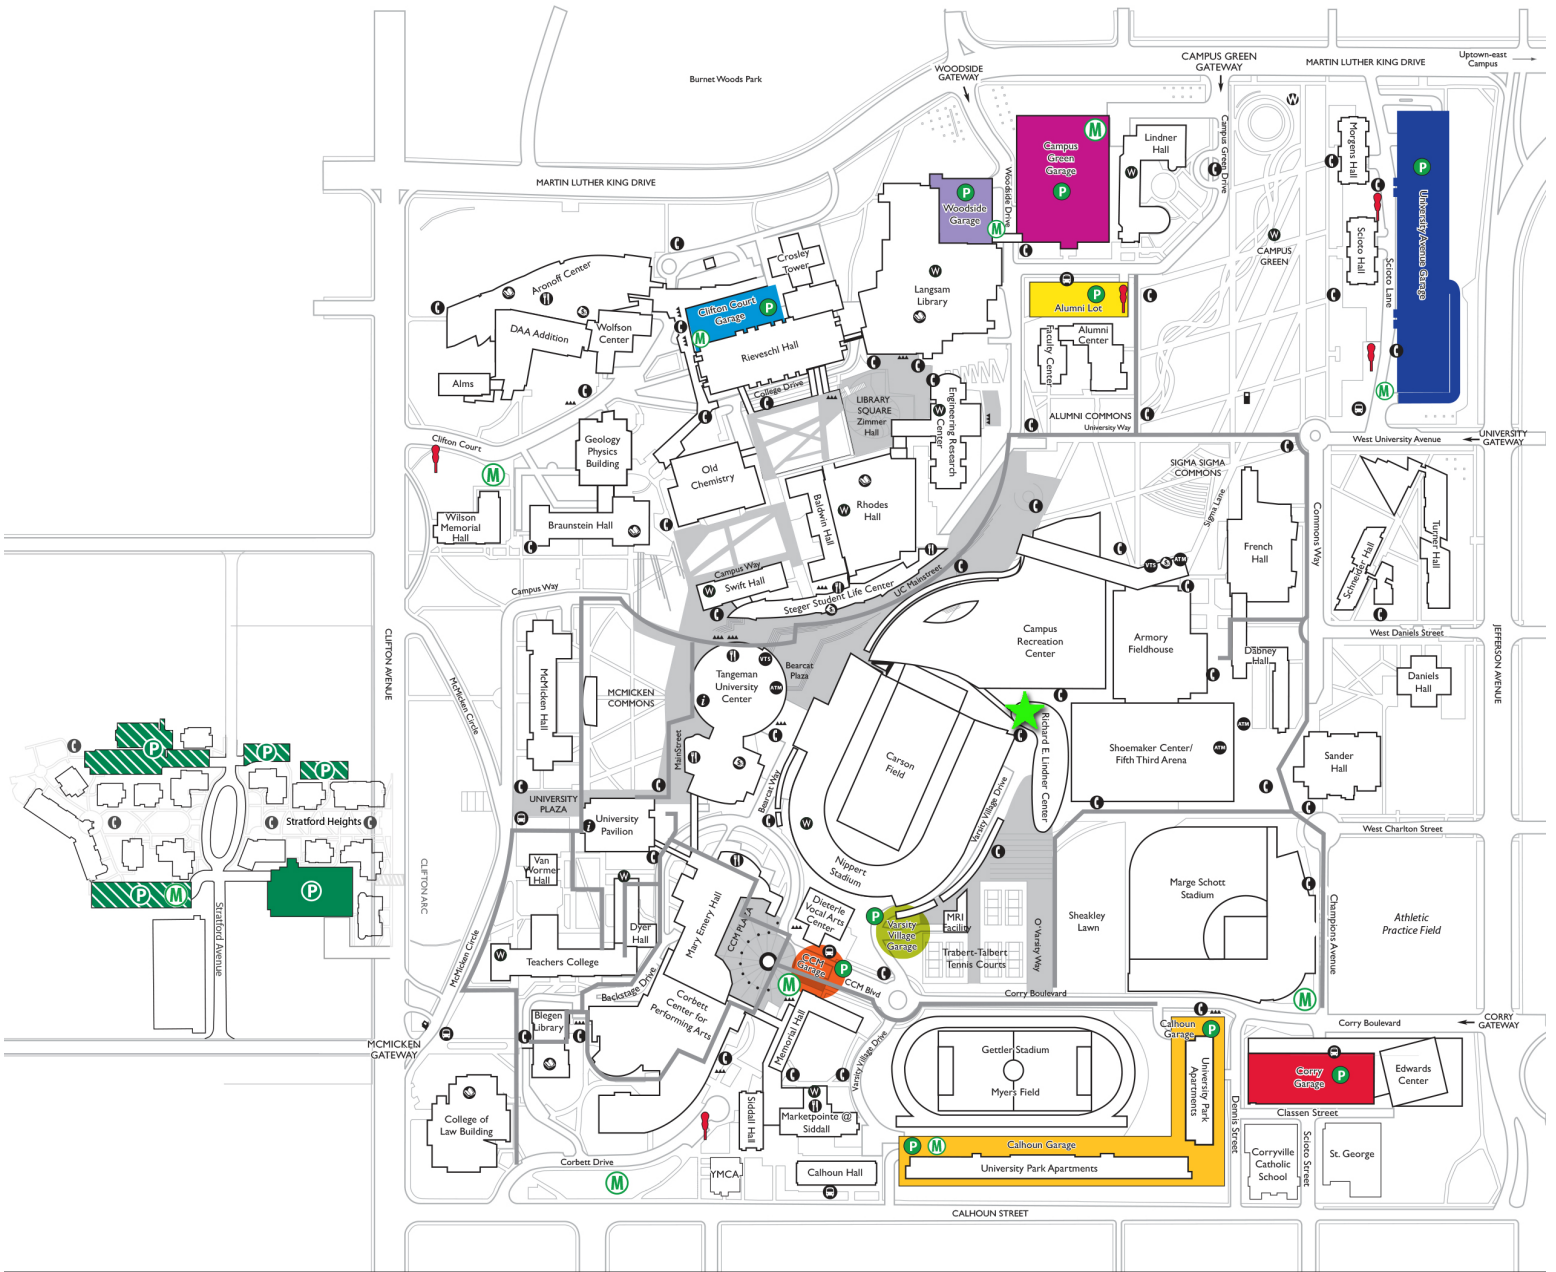 Burnet Woods Park
WOODSIDE
GATEWAY
CAMPUS GREEN
GATEWAY
MARTIN LUTHER KING DRIVE
Uptown-east
Campus
MARTIN LUTHER KING DRIVE
W
M
Campus
Green
Garage
P
Lindner
Hall
W
Campus Green Drive
Morgens Hall
P
University Avenue Garage
P
Woodside
Garage
M
Woodside Drive
W
CAMPUS
GREEN
Scioto Hall
Scioto Lane
Crosley
Tower
Aronoff Center
W
Langsam
Library
P
Alumni Lot
Clifton Court
Garage
P
M
DAA Addition
Wolfson
Center
Rieveschl Hall
Faculty Center
Alumni
Center
Alms
College Drive
M
LIBRARY
SQUARE
Zimmer
Hall
W
Engineering Research
Center
ALUMNI COMMONS
University Way
Clifton Court
M
Geology
Physics
Building
West University Avenue
UNIVERSITY
GATEWAY
Old
Chemistry
SIGMA SIGMA
COMMONS
Sigma Lane
Wilson
Memorial
Hall
Braunstein Hall
Baldwin Hall
W
Rhodes
Hall
French
Hall
Commons Way
Schneider Hall
Turner Hall
VTS
ATM
Campus Way
Campus Way
W
Swift Hall
Steger Student Life Center
UC Mainstreet
CLIFTON AVENUE
McMicken Circle
McMicken Hall
MCMICKEN
COMMONS
Tangeman
University
Center
VTS
ATM
i
Bearcat
Plaza
Campus
Recreation
Center
Armory
Fieldhouse
Dabney
Hall
West Daniels Street
JEFFERSON AVENUE
Daniels
Hall
MainStreet
Carson
Field
Richard E. Lindner Center
Shoemaker Center/
Fifth Third Arena
ATM
ATM
Sander
Hall
P
P
P
Stratford Heights
UNIVERSITY
PLAZA
i
University
Pavilion
Bearcat Way
W
Varsity Village Drive
West Charlton Street
Nippert
Stadium
CLIFTON ARC
Van
Wormer
Hall
W
P
M
P
Stratford Avenue
Mary Emery Hall
CCM PLAZA
Dieterle
Vocal Arts
Center
P
Varsity
Village
Garage
MRI
Facility
Marge Schott
Stadium
Sheakley
Lawn
Athletic
Practice Field
Champions Avenue
Dyer
Hall
W
Teachers College
McMicken Circle
Backstage Drive
CCM
Garage
P
M
CCM Blvd
Trabert-Talbert
Tennis Courts
O'Varsity Way
Corry Boulevard
M
Corbett
Center for
Performing Arts
Blegen
Library
MCMICKEN
GATEWAY
Memorial Hall
Varsity Village Drive
Gettler Stadium
Myers Field
Calhoun
Garage
P
University Park
Apartments
Corry Boulevard
CORRY
GATEWAY
Corry
Garage
P
Edwards
Center
Classen Street
College of
Law Building
Siddall Hall
W
Marketpointe @
Siddall
P
M
Calhoun Garage
University Park Apartments
Dennis Street
Corryville
Catholic
School
Scioto Street
St. George
Corbett Drive
M
YMCA
Calhoun Hall
CALHOUN STREET